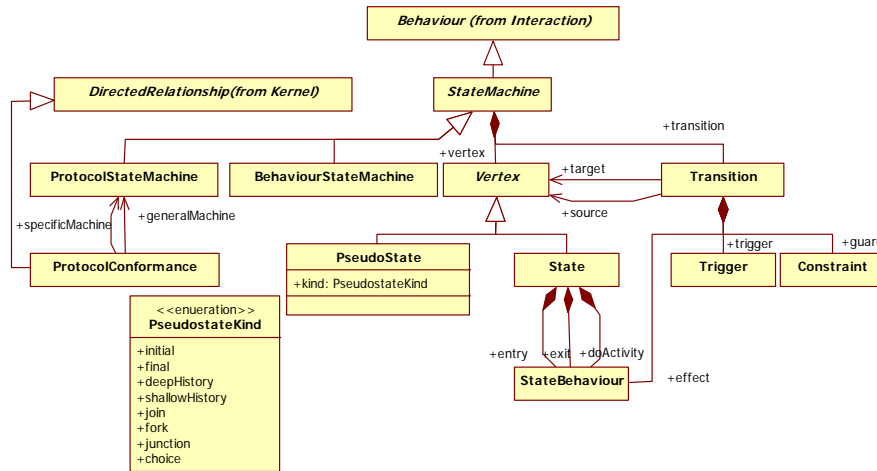 Behaviour (from Interaction)
DirectedRelationship(from Kernel)
StateMachine
+transition
+vertex
ProtocolStateMachine
BehaviourStateMachine
Vertex
+target
Transition
+source
+specificMachine
+generalMachine
ProtocolConformance
PseudoState
+kind: PseudostateKind
State
+trigger
+guar
Trigger
Constraint
<<enueration>>
PseudostateKind
+initial
+final
+deepHistory
+shallowHistory
+join
+fork
+junction
+choice
+entry
+exit
+doActivity
StateBehaviour
+effect